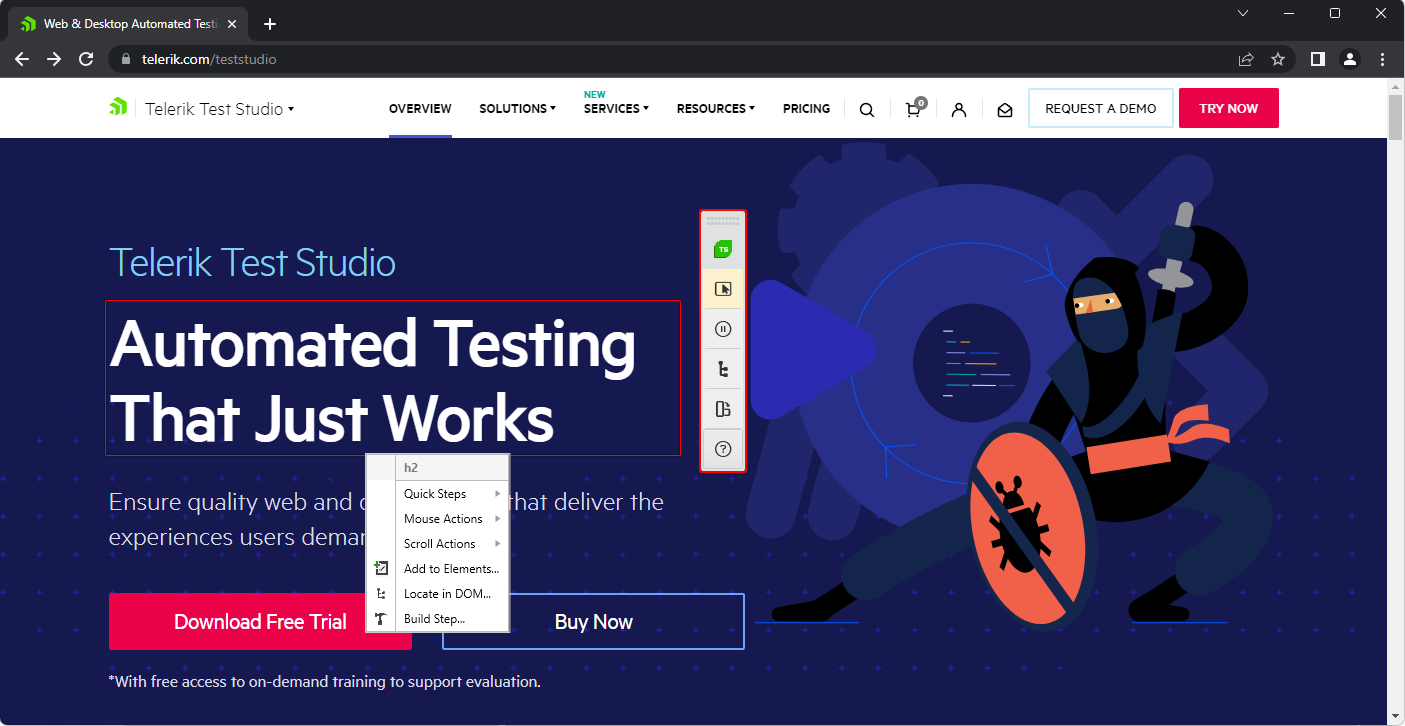 Web & Desktop Automated Testi
telerik.com/teststudio
Telerik Test Studio
OVERVIEW
SOLUTIONS
NEW
SERVICES
RESOURCES
PRICING
0
REQUEST A DEMO
TRY NOW
TS
Telerik Test Studio
Automated Testing
That Just Works
h2
Quick Steps
Mouse Actions
Scroll Actions
Add to Elements...
Locate in DOM...
Build Step...
Ensure quality web and that deliver the
experiences users
Download Free Trial
Buy Now
*With free access to on-demand training to support evaluation.